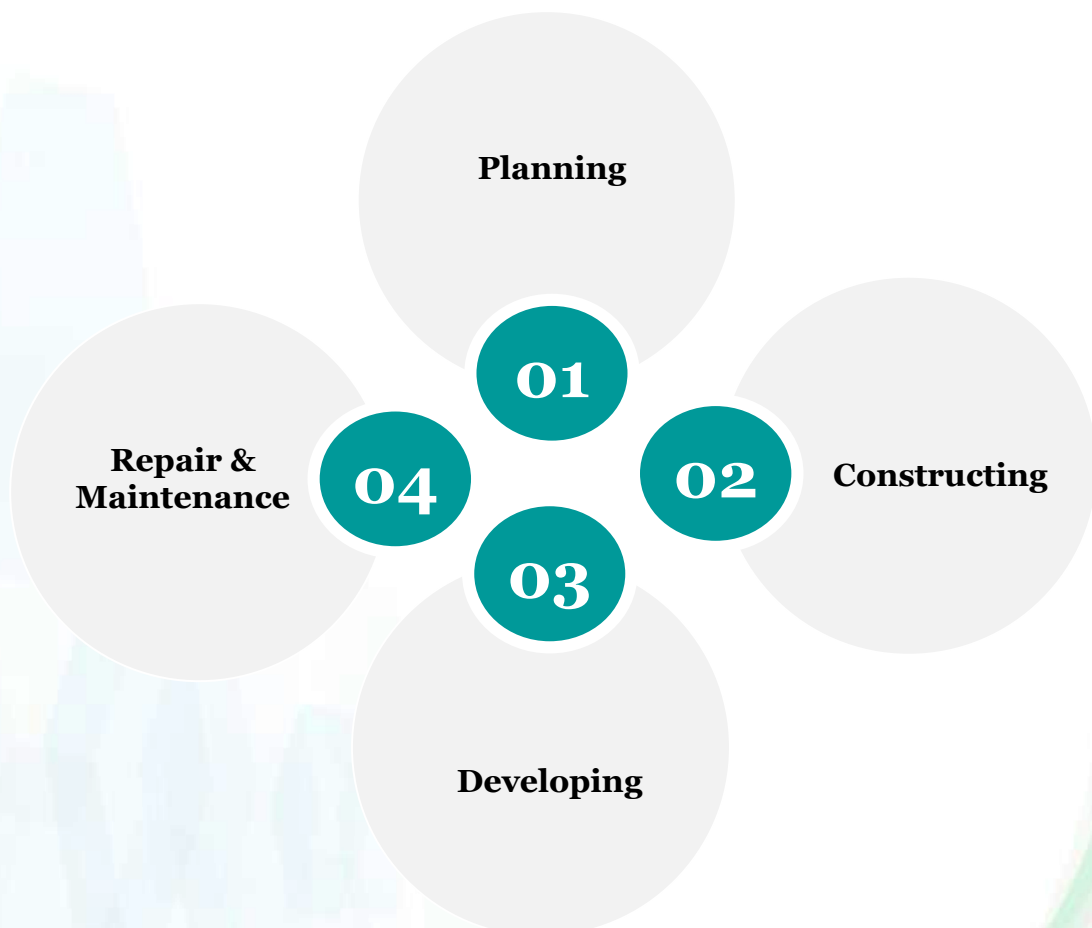 Planning
01
02
Constructing
03
Developing
04
Repair &
Maintenance